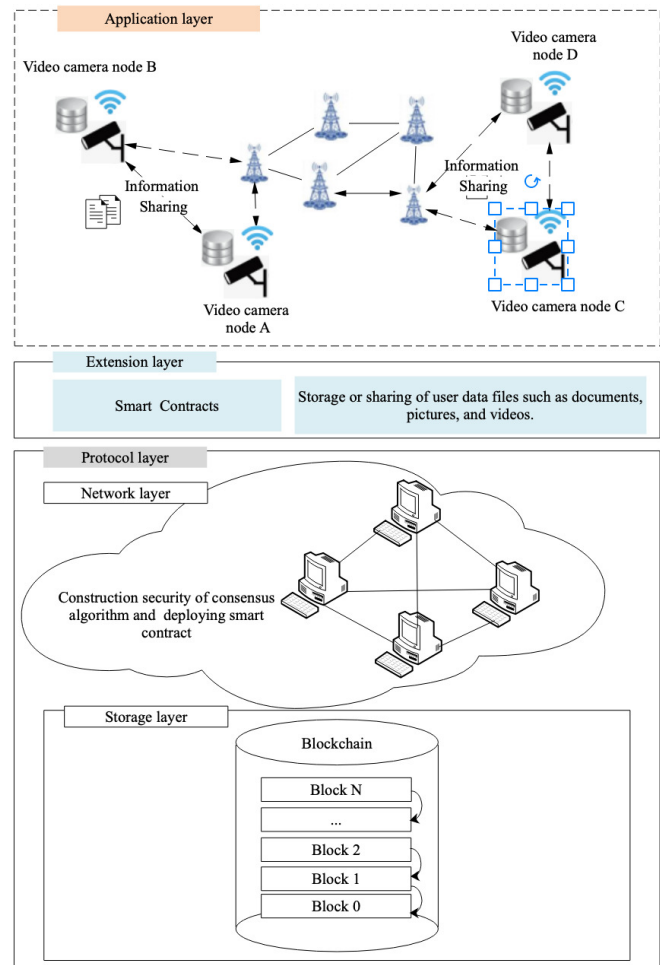 Application layer
Video camera node B
Video camera
node D
Information
Sharing
Information
Sharing
Video camera
node A
Video camera node C
Extension layer
Smart Contracts
Storage or sharing of user data files such as documents,
pictures, and videos.
Protocol layer
Network layer
Construction security of consensus
algorithm and deploying smart
contract
Storage layer
Blockchain
Block N
...
Block 2
Block 1
Block 0